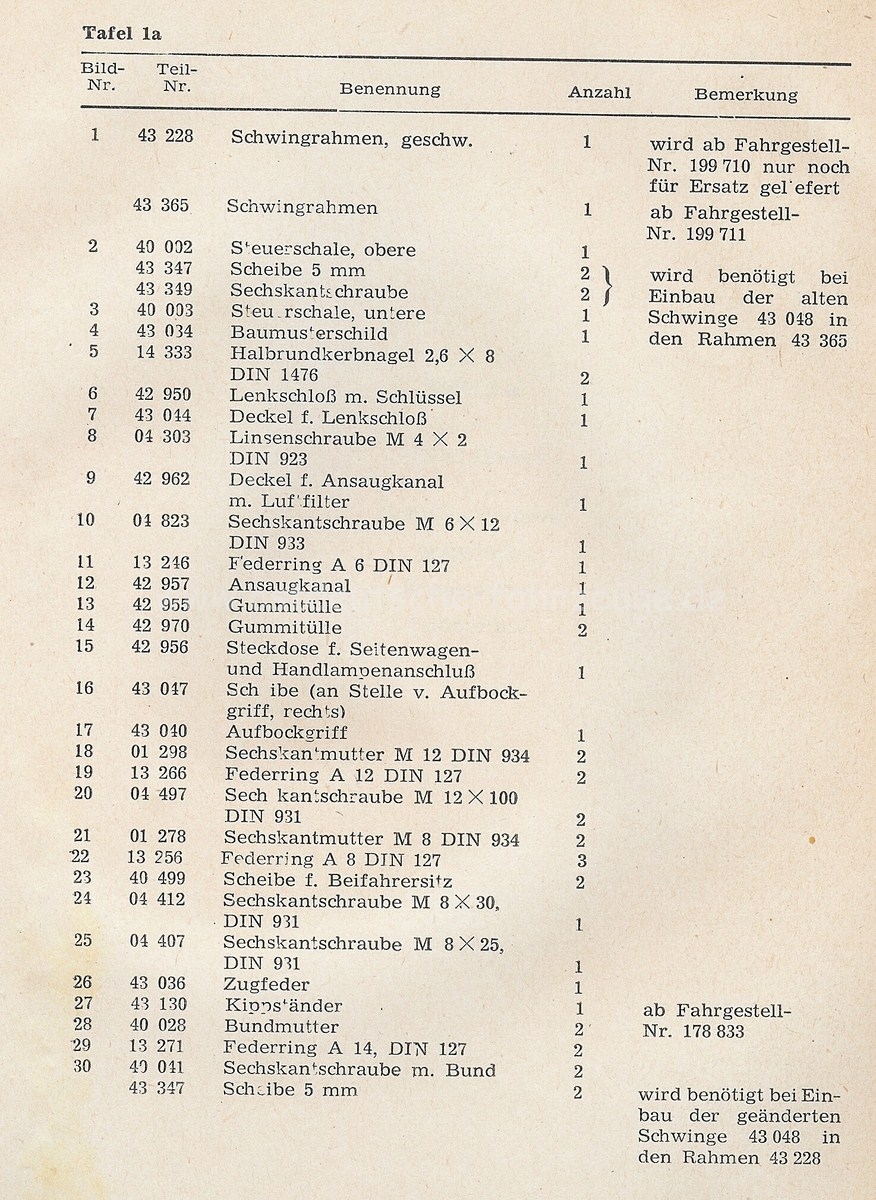 Tafel 1a
Bild- Teil-
Nr. Nr. Benennung Anzahl Bemerkung
1 43 228 Schwingrahmen, geschw. 1 wird ab Fahrgestell-
Nr. 199 710 nur noch
für Ersatz gel efert
43 365 Schwingrahmen 1 ab Fahrgestell-
Nr. 199 711
2 40 002 Steuerschale, obere 1
43 347 Scheibe 5 mm 2 } wird benötigt bei
43 349 Sechskantschraube 2 Einbau der alten
3 40 003 Steu rschale, untere 1 Schwinge 43 048 in
4 43 034 Baumusterschild 1 den Rahmen 43 365
5 14 333 Halbrundkerbnagel 2,6 × 8
DIN 1476 2
6 42 950 Lenkschloß m. Schlüssel 1
7 43 044 Deckel f. Lenkschloß 1
8 04 303 Linsenschraube M 4 × 2
DIN 923 1
9 42 962 Deckel f. Ansaugkanal
m. Luftfilter 1
10 04 823 Sechskantschraube M 6 × 12
DIN 933 1
11 13 246 Federring A 6 DIN 127 1
12 42 957 Ansaugkanal 1
13 42 955 Gummitülle 1
14 42 970 Gummitülle 2
15 42 956 Steckdose f. Seitenwagen-
und Handlampenanschluß 1
16 43 047 Sch ibe (an Stelle v. Aufbock-
griff, rechts)
17 43 040 Aufbockgriff 1
18 01 298 Sechskantmutter M 12 DIN 934 2
19 13 266 Federring A 12 DIN 127 2
20 04 497 Sech kantschraube M 12 × 100
DIN 931 2
21 01 278 Sechskantmutter M 8 DIN 934 2
22 13 256 Federring A 8 DIN 127 3
23 40 499 Scheibe f. Beifahrersitz 2
24 04 412 Sechskantschraube M 8 × 30,
DIN 931 1
25 04 407 Sechskantschraube M 8 × 25,
DIN 931 1
26 43 036 Zugfeder 1
27 43 130 Kippständer 1 ab Fahrgestell-
28 40 028 Bundmutter 2 Nr. 178 833
29 13 271 Federring A 14, DIN 127 2
30 40 041 Sechskantschraube m. Bund 2
43 347 Scheibe 5 mm 2 wird benötigt bei Ein-
bau der geänderten
Schwinge 43 048 in
den Rahmen 43 228